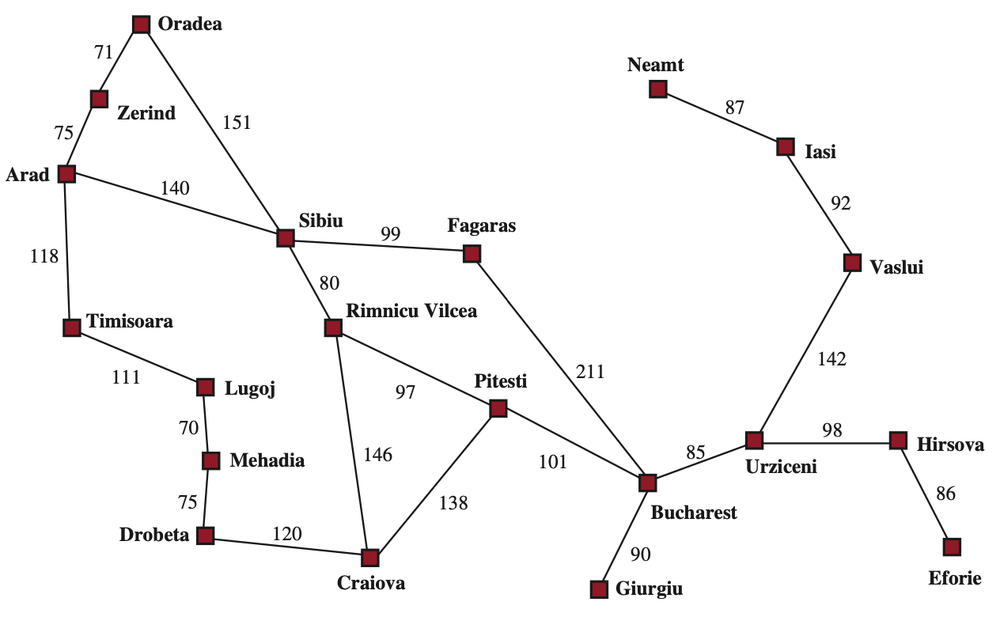 Oradea
71
Neamt
87
Zerind
151
75
Iasi
Arad
140
92
Sibiu
Fagaras
99
118
Vaslui
80
Rimnicu Vilcea
Timisoara
142
211
111
Pitesti
Lugoj
97
70
98
Hirsova
146
85
Mehadia
101
Urziceni
86
75
138
Bucharest
Drobeta
120
90
Eforie
Craiova
Giurgiu